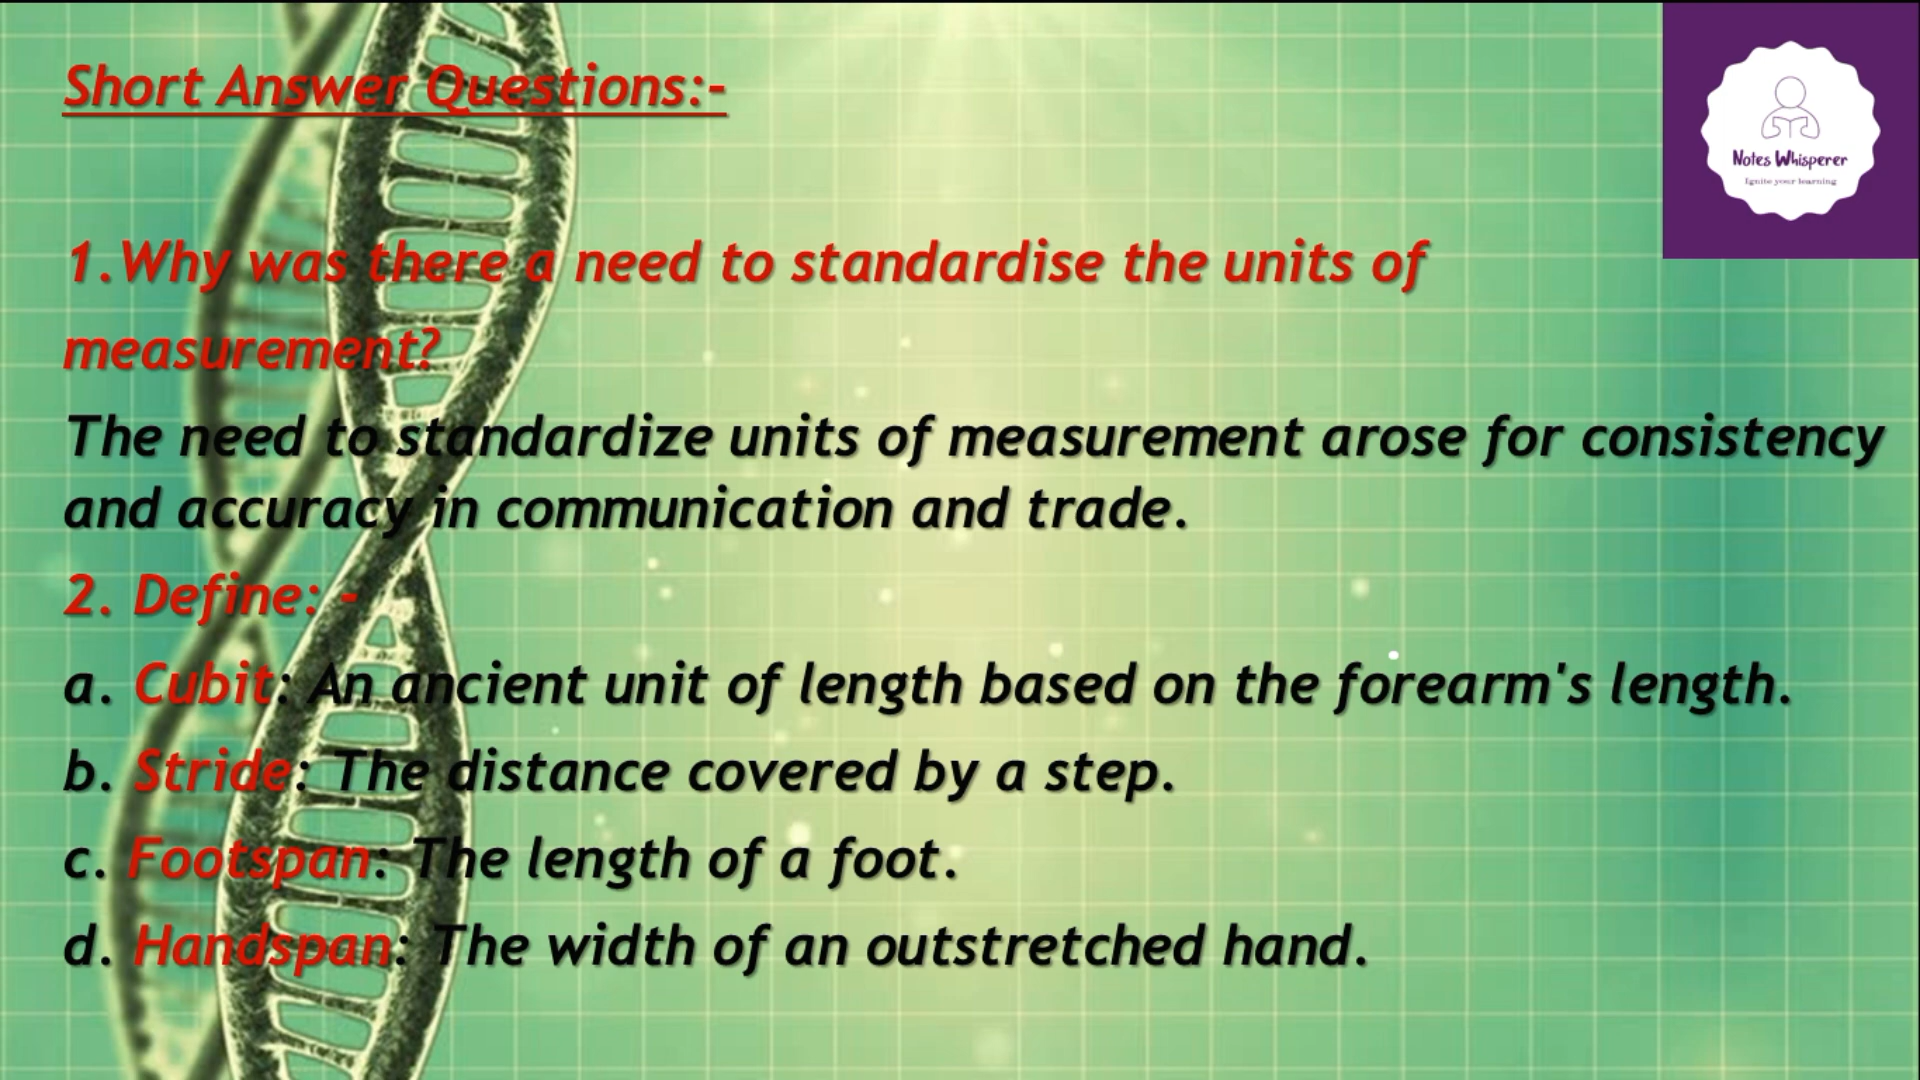 Short Answer Questions:-
Notes Whisperer
Ignite your learning
1.Why was there a need to standardise the units of
measurement?
The need to standardize units of measurement arose for consistency
and accuracy in communication and trade.
2. Define: -
a. Cubit: An ancient unit of length based on the forearm's length.
b. Stride: The distance covered by a step.
c. Footspan: The length of a foot.
d. Handspan: The width of an outstretched hand.